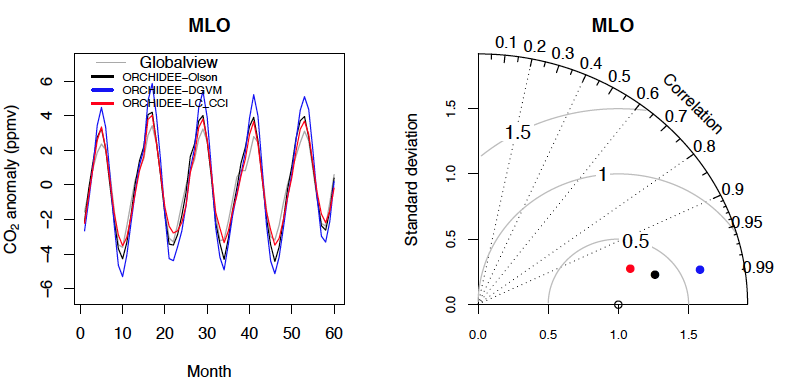 MLO
Globalview
ORCHIDEE−Olson
ORCHIDEE−DGVM
ORCHIDEE−LC_CCI
CO2 anomaly (ppmv)
6
4
2
0
−2
−4
−6
0 10 20 30 40 50 60
Month
MLO
0.1 0.2 0.3 0.4 0.5 0.6 0.7 0.8 0.9 0.95 0.99
Correlation
Standard deviation
1.5
1.0
0.5
0.0
1.5
1
0.5
0.0 0.5 1.0 1.5